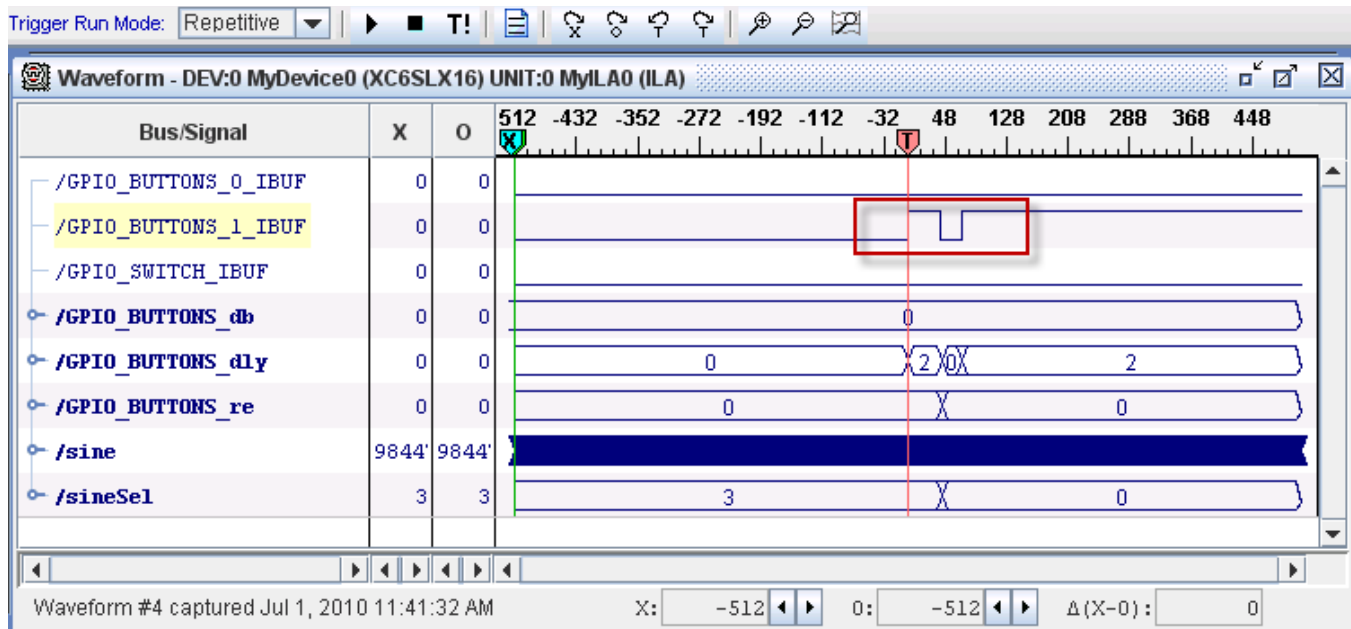 Trigger Run Mode: Repetitive T!
Waveform - DEV:0 MyDevice0 (XC6SLX16) UNIT:0 MyILA0 (ILA)
Bus/Signal X O 512 -432 -352 -272 -192 -112 -32 48 128 208 288 368 448
X T
/GPIO_BUTTONS_0_IBUF 0 0
/GPIO_BUTTONS_1_IBUF 0 0
/GPIO_SWITCH_IBUF 0 0
/GPIO_BUTTONS_db 0 0 0
/GPIO_BUTTONS_dly 0 0 0 2 0 2
/GPIO_BUTTONS_re 0 0 0 0
/sine 9844' 9844'
/sineSel 3 3 3 0
Waveform #4 captured Jul 1, 2010 11:41:32 AM X: -512 O: -512 Δ(X-O): 0